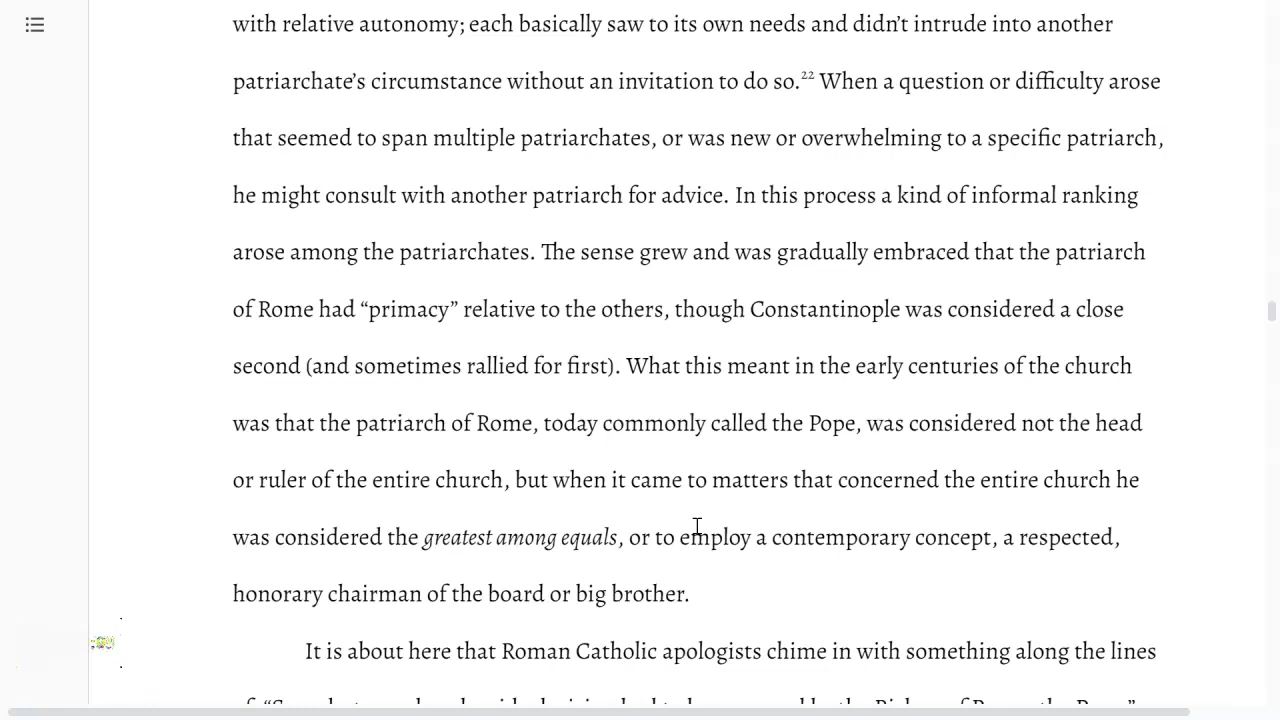 with relative autonomy; each basically saw to its own needs and didn’t intrude into another
patriarchate’s circumstance without an invitation to do so.²² When a question or difficulty arose
that seemed to span multiple patriarchates, or was new or overwhelming to a specific patriarch,
he might consult with another patriarch for advice. In this process a kind of informal ranking
arose among the patriarchates. The sense grew and was gradually embraced that the patriarch
of Rome had “primacy” relative to the others, though Constantinople was considered a close
second (and sometimes rallied for first). What this meant in the early centuries of the church
was that the patriarch of Rome, today commonly called the Pope, was considered not the head
or ruler of the entire church, but when it came to matters that concerned the entire church he
was considered the greatest among equals, or to employ a contemporary concept, a respected,
honorary chairman of the board or big brother.
It is about here that Roman Catholic apologists chime in with something along the lines